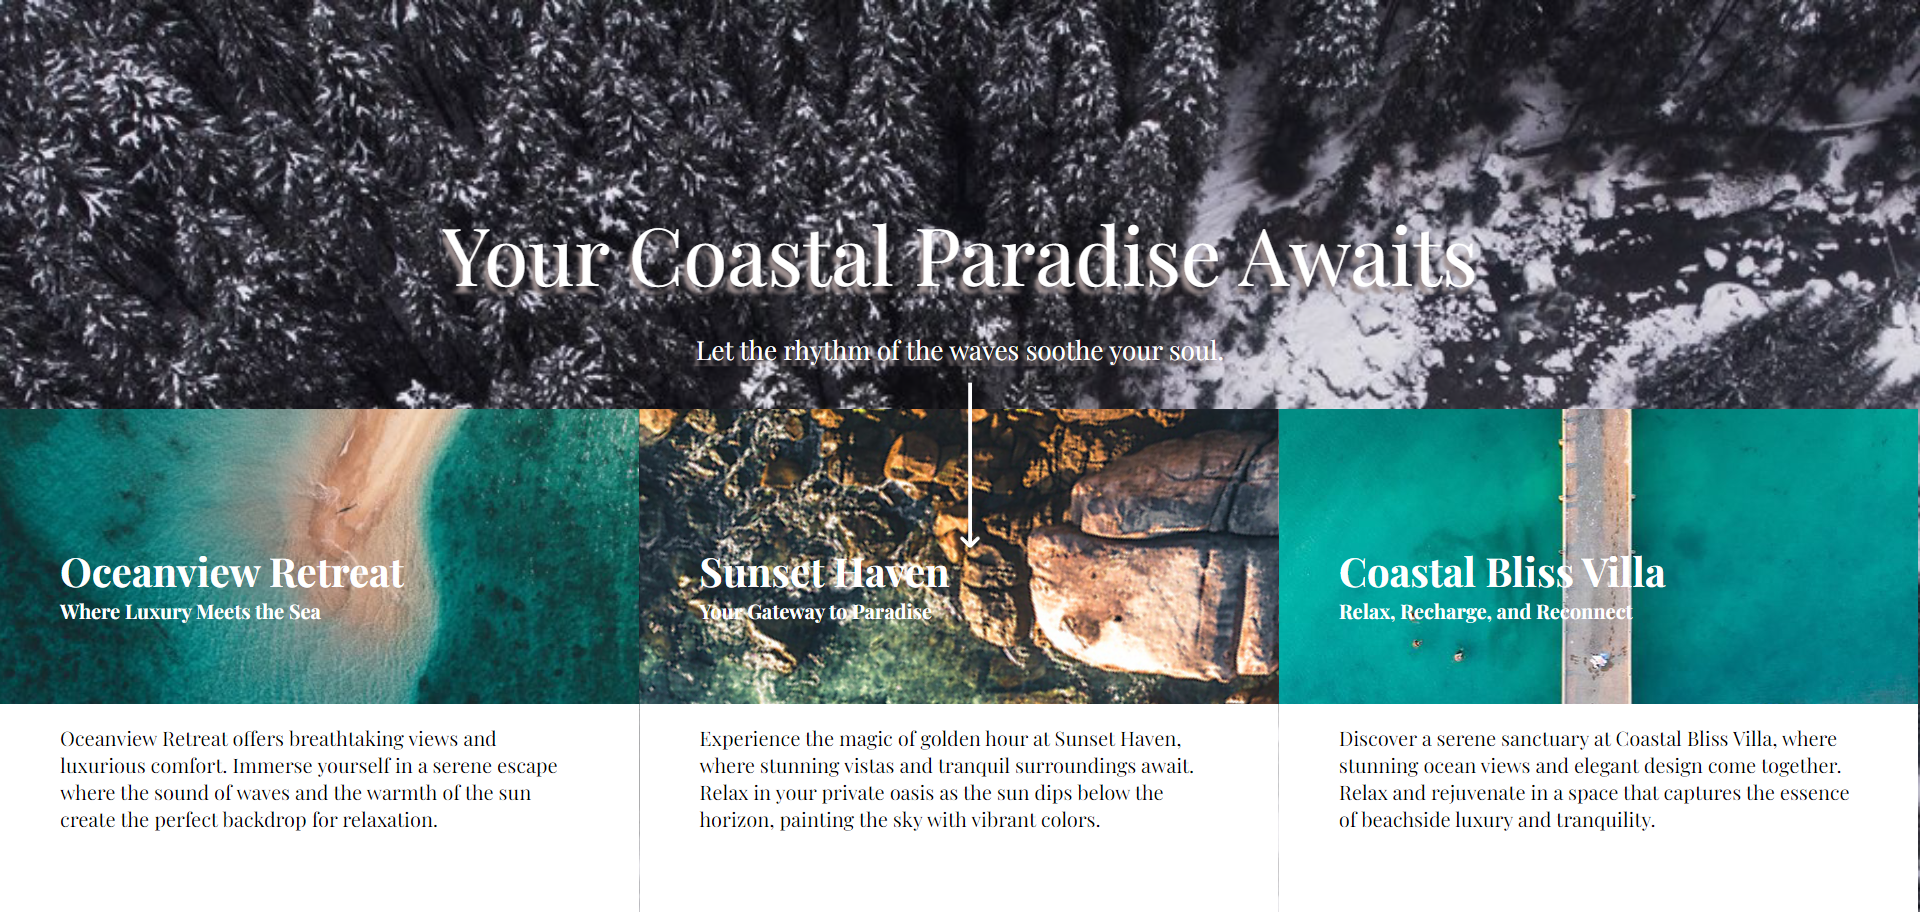 Your Coastal Paradise Awaits
Let the rhythm of the waves soothe your soul.
Oceanview Retreat
Where Luxury Meets the Sea
Oceanview Retreat offers breathtaking views and
luxurious comfort. Immerse yourself in a serene escape
where the sound of waves and the warmth of the sun
create the perfect backdrop for relaxation.
Sunset Haven
Your Gateway to Paradise
Experience the magic of golden hour at Sunset Haven,
where stunning vistas and tranquil surroundings await.
Relax in your private oasis as the sun dips below the
horizon, painting the sky with vibrant colors.
Coastal Bliss Villa
Relax, Recharge, and Reconnect
Discover a serene sanctuary at Coastal Bliss Villa, where
stunning ocean views and elegant design come together.
Relax and rejuvenate in a space that captures the essence
of beachside luxury and tranquility.